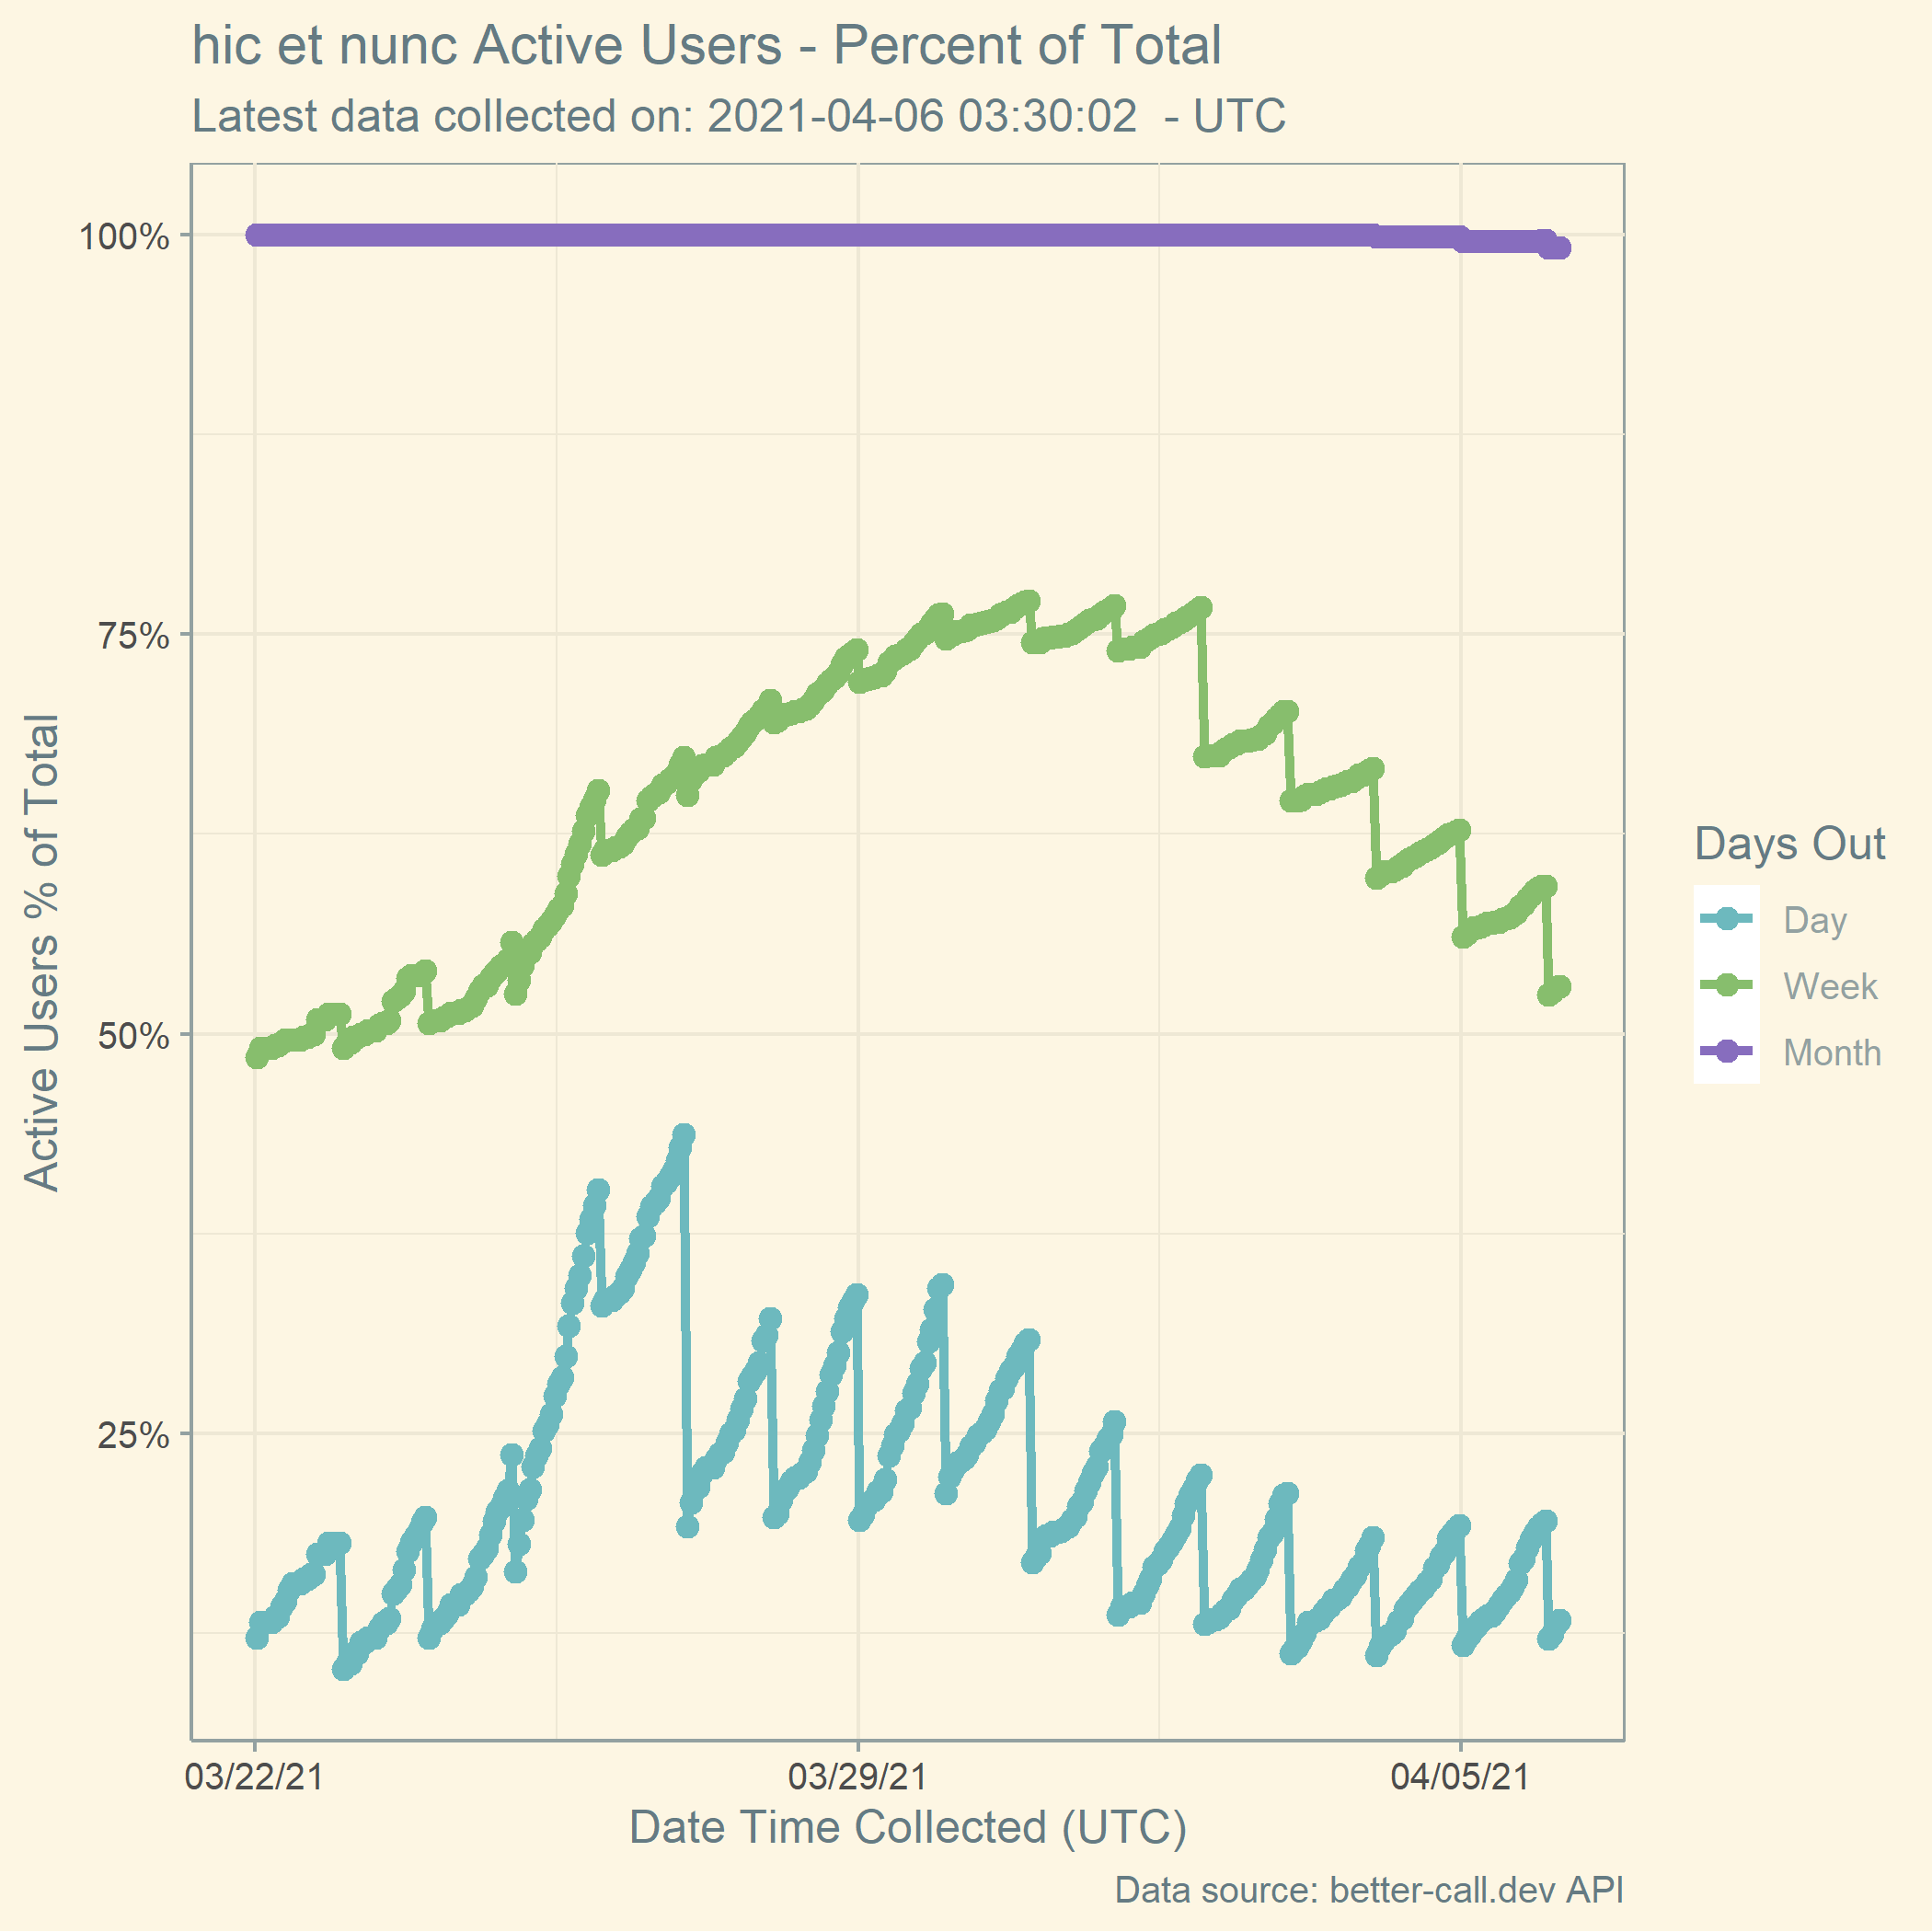 hic et nunc Active Users - Percent of Total
Latest data collected on: 2021-04-06 03:30:02  - UTC
100%
75%
50%
25%
Active Users % of Total
03/22/21
03/29/21
04/05/21
Date Time Collected (UTC)
Days Out
Day
Week
Month
Data source: better-call.dev API